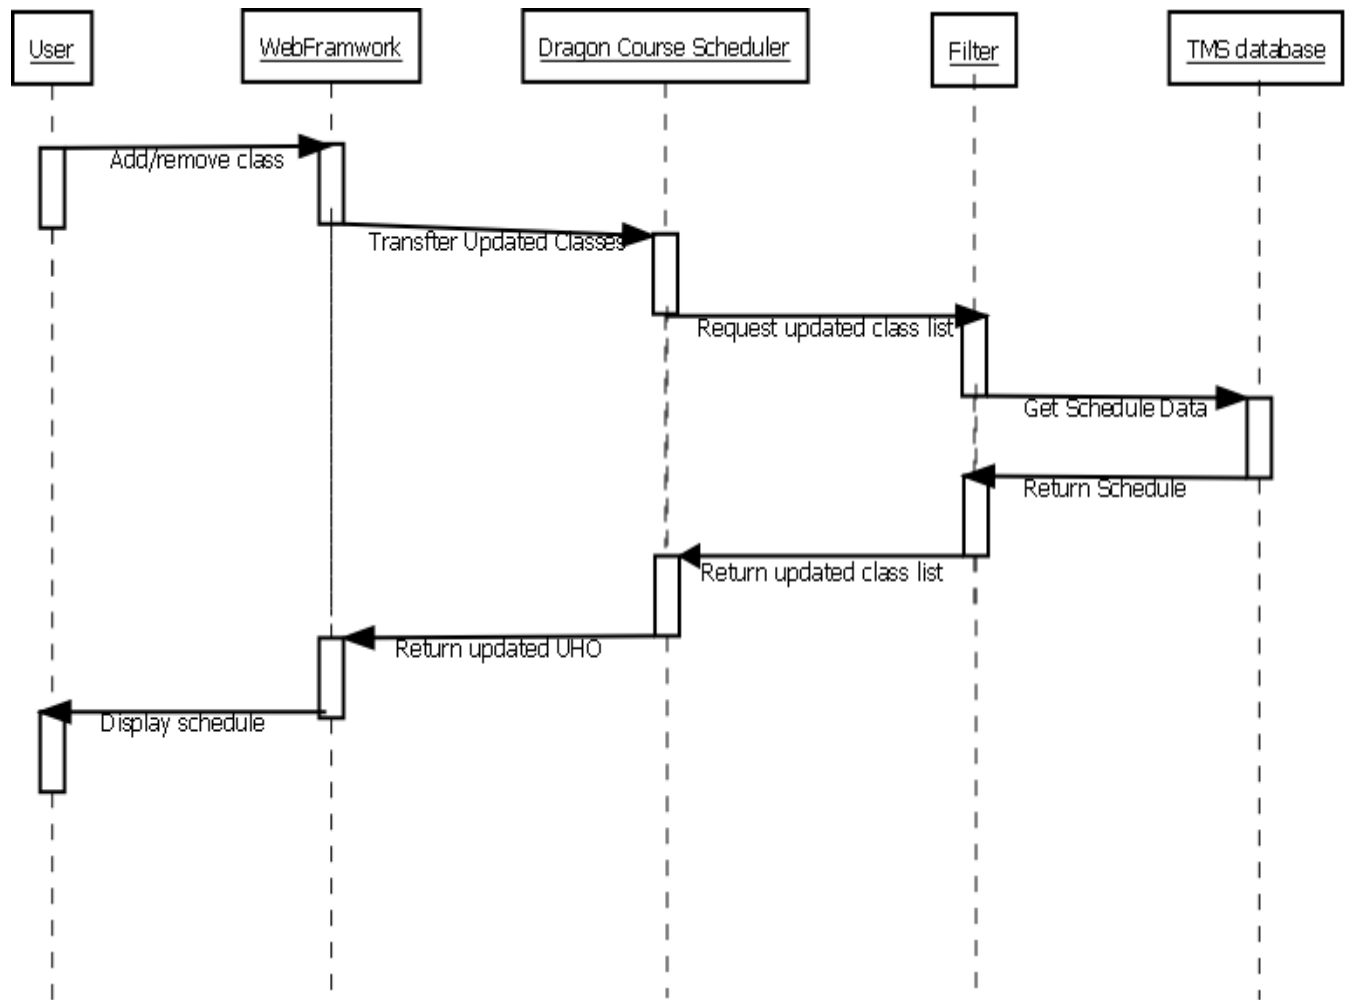 User
WebFramwork
Dragon Course Scheduler
Filter
TMS database
Add/remove class
Transfter Updated Classes
Request updated class list
Get Schedule Data
Return Schedule
Return updated class list
Return updated UHO
Display schedule